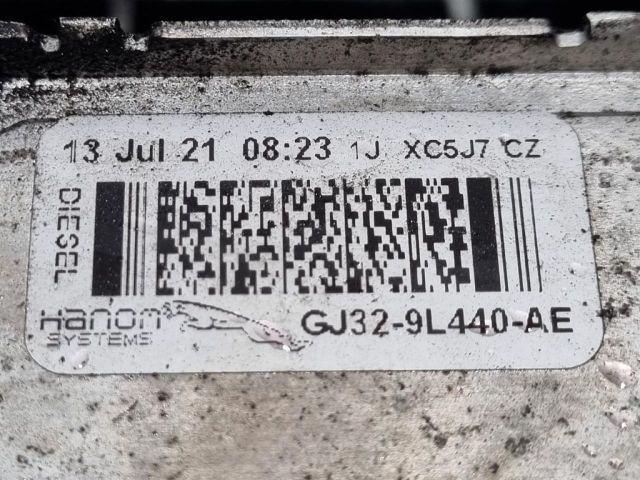 13 Jul 21 08:23 1J XC5J7 CZ
DIESEL
Hanon
SYSTEMS
GJ32-9L440-AE